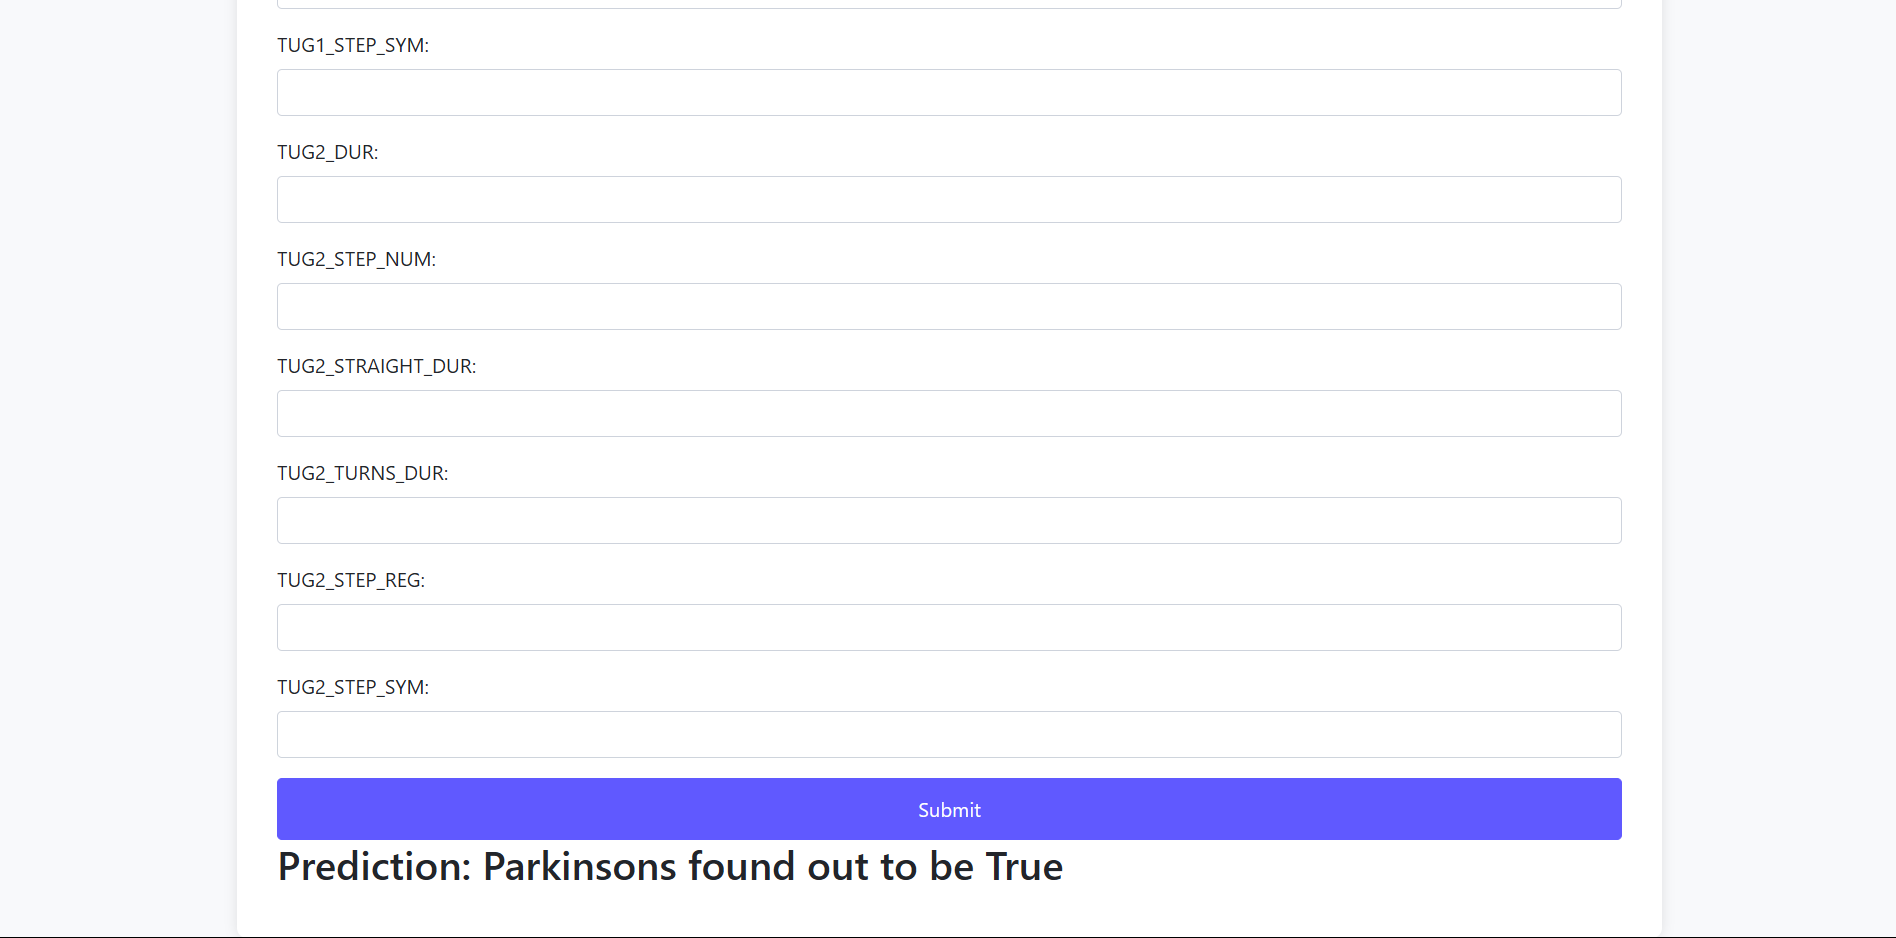 TUG1_STEP_SYM:
TUG2_DUR:
TUG2_STEP_NUM:
TUG2_STRAIGHT_DUR:
TUG2_TURNS_DUR:
TUG2_STEP_REG:
TUG2_STEP_SYM:
Submit
Prediction: Parkinsons found out to be True